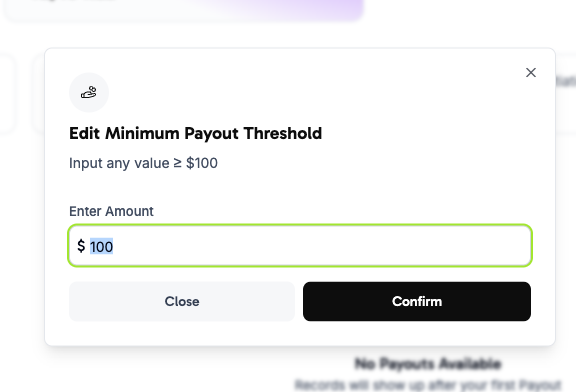 Edit Minimum Payout Threshold
Input any value ≥ $100
Enter Amount
$ 100
Close
Confirm
No Payouts Available
Records will show up after your first Payout